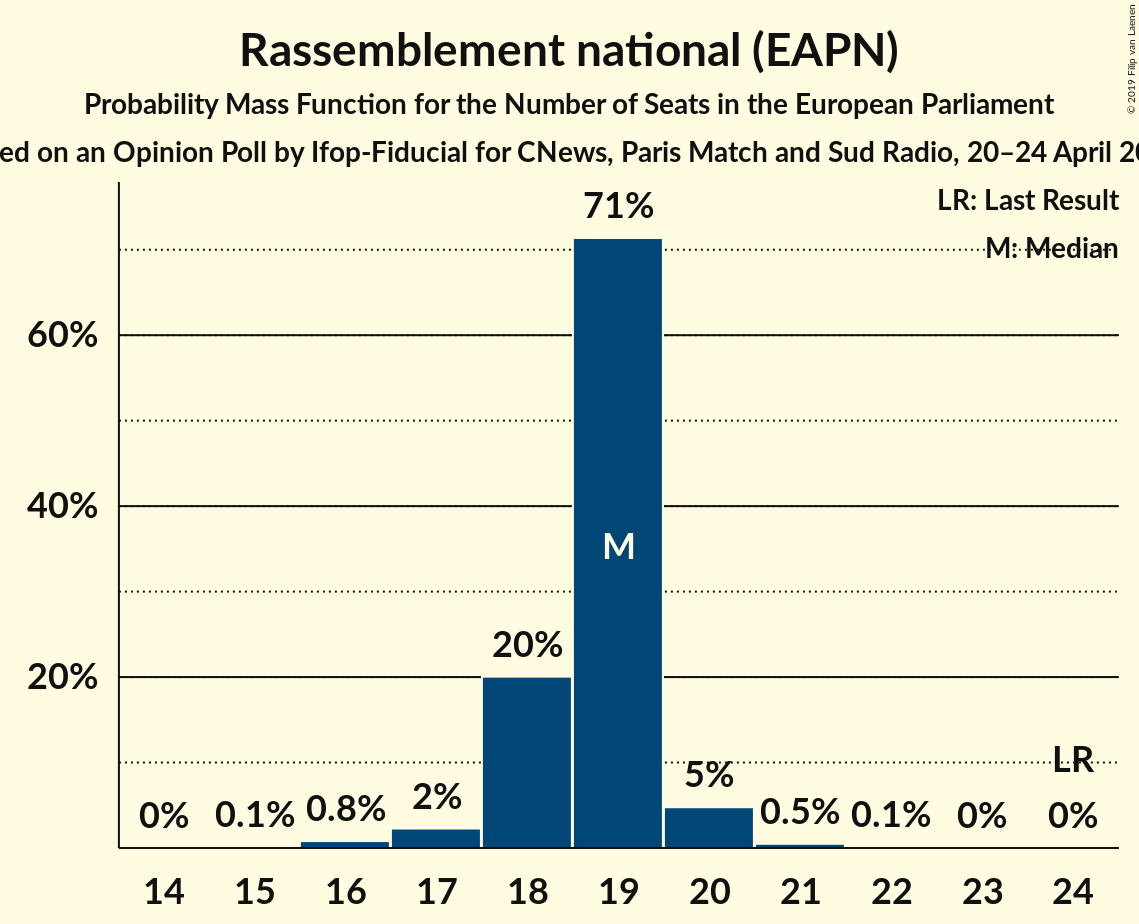 Rassemblement national (EAPN)
Probability Mass Function for the Number of Seats in the European Parliament
ed on an Opinion Poll by Ifop-Fiducial for CNews, Paris Match and Sud Radio, 20–24 April 20
© 2019 Filip van Laenen
LR: Last Result
M: Median
71%
60%
40%
M
20%
20%
LR
5%
2%
0%
0.1%
0.8%
0.5%
0.1%
0%
0%
14 15 16 17 18 19 20 21 22 23 24